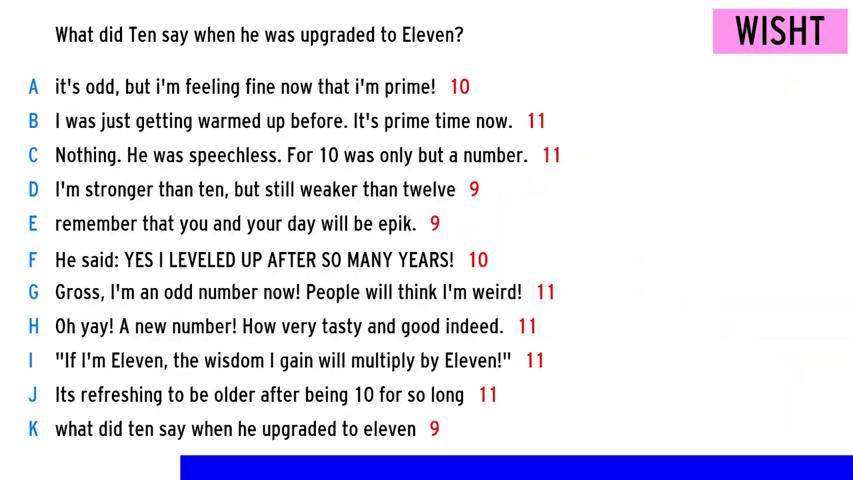 What did Ten say when he was upgraded to Eleven?
WISHT
A it's odd, but i'm feeling fine now that i'm prime! 10
B I was just getting warmed up before. It's prime time now. 11
C Nothing. He was speechless. For 10 was only but a number. 11
D I'm stronger than ten, but still weaker than twelve 9
E remember that you and your day will be epik. 9
F He said: YES I LEVELED UP AFTER SO MANY YEARS! 10
G Gross, I'm an odd number now! People will think I'm weird! 11
H Oh yay! A new number! How very tasty and good indeed. 11
I "If I'm Eleven, the wisdom I gain will multiply by Eleven!" 11
J Its refreshing to be older after being 10 for so long 11
K what did ten say when he upgraded to eleven 9